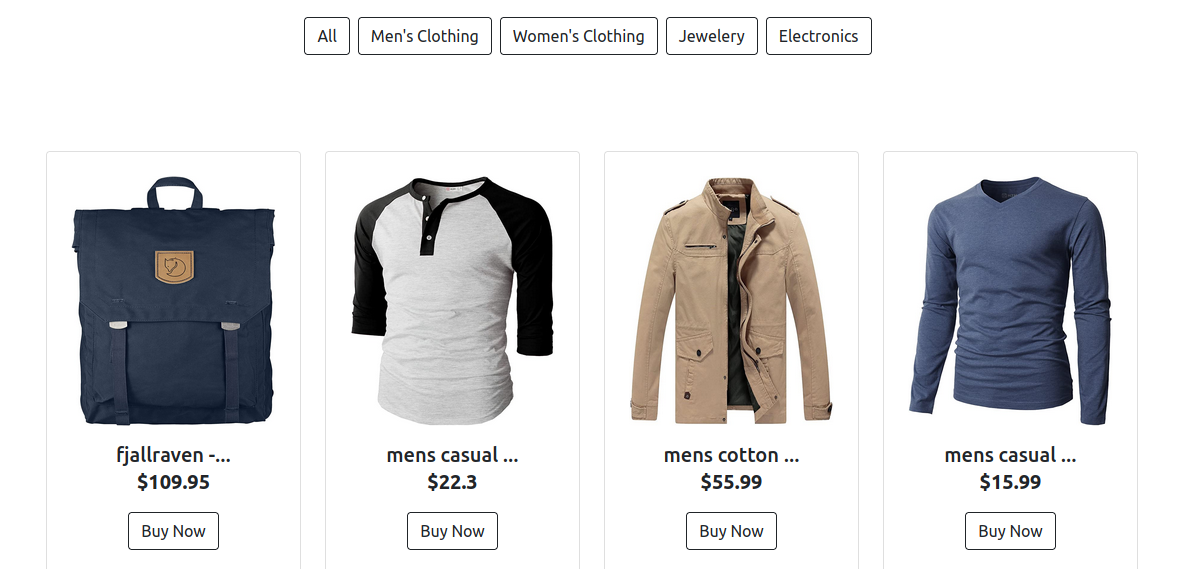 All
Men's Clothing
Women's Clothing
Jewelery
Electronics
fjallraven -...
$109.95
Buy Now
mens casual ...
$22.3
Buy Now
mens cotton ...
$55.99
Buy Now
mens casual ...
$15.99
Buy Now